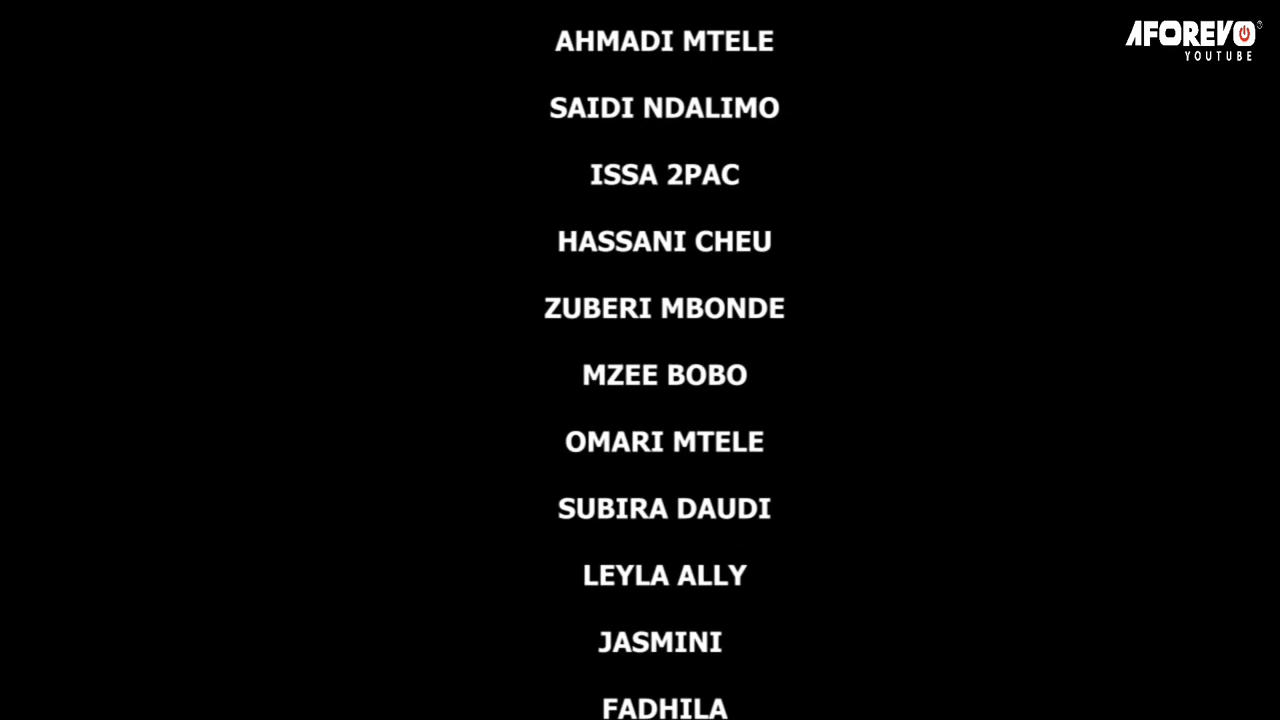 AHMADI MTELE
AFOREVO
YOUTUBE
SAIDI NDALIMO
ISSA 2PAC
HASSANI CHEU
ZUBERI MBONDE
MZEE BOBO
OMARI MTELE
SUBIRA DAUDI
LEYLA ALLY
JASMINI
FADHILA